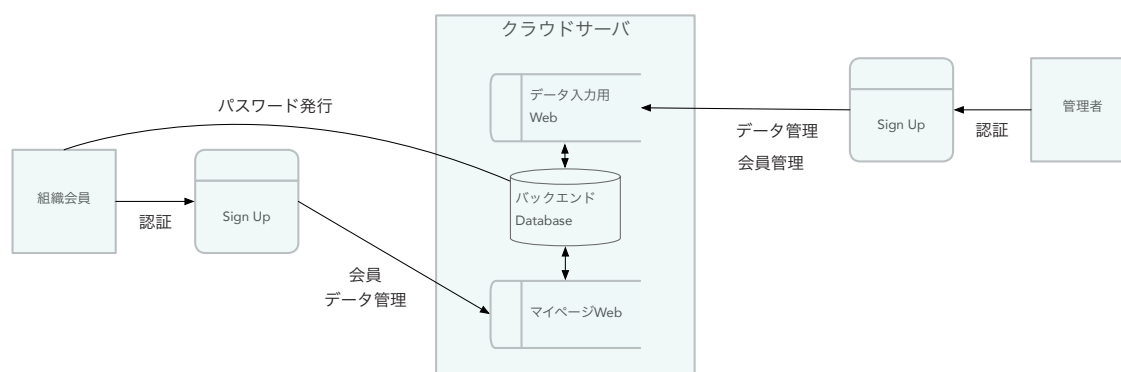 クラウドサーバ
データ入力用
Web
パスワード発行
管理者
Sign Up
認証
データ管理
会員管理
組織会員
認証
Sign Up
バックエンド
Database
会員
データ管理
マイページWeb